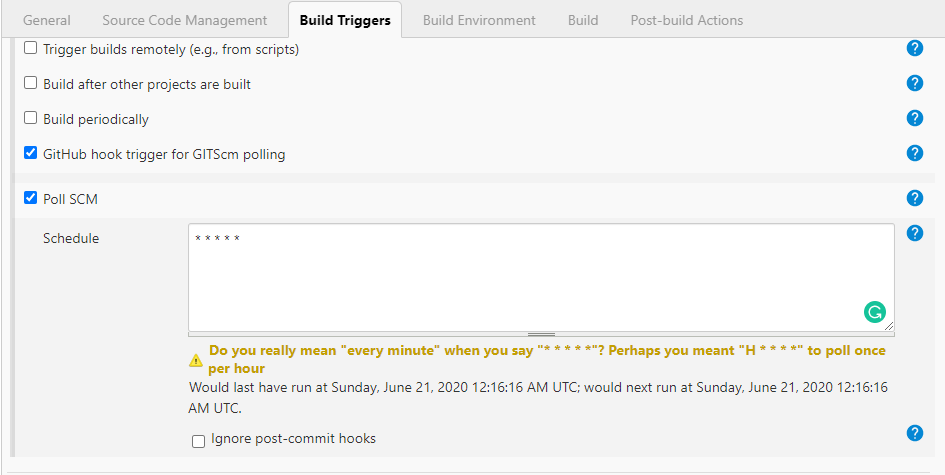 General Source Code Management Build Triggers Build Environment Build Post-build Actions
Trigger builds remotely (e.g., from scripts)
Build after other projects are built
Build periodically
GitHub hook trigger for GITScm polling
Poll SCM
Schedule
* * * * *
Do you really mean "every minute" when you say "* * * * *"? Perhaps you meant "H * * * *" to poll once
per hour
Would last have run at Sunday, June 21, 2020 12:16:16 AM UTC; would next run at Sunday, June 21, 2020 12:16:16
AM UTC.
Ignore post-commit hooks